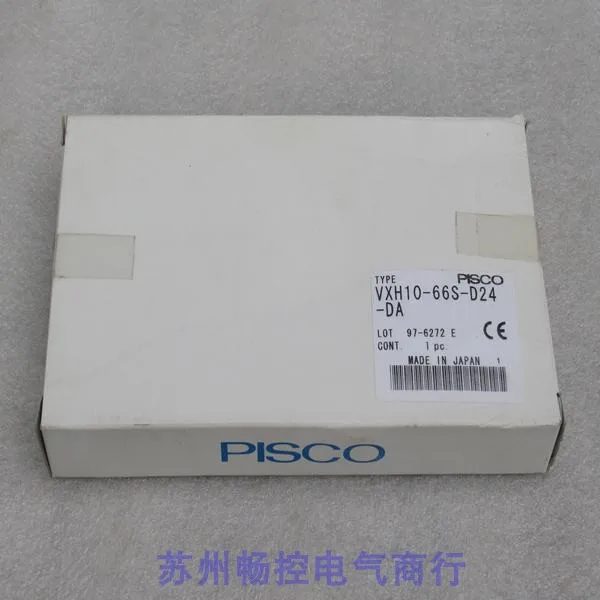 TYPE PISCO
VXH10-66S-D24
-DA
LOT 97-6272 E
CONT. 1 pc.
CE
MADE IN JAPAN 1
PISCO
苏州畅控电气商行